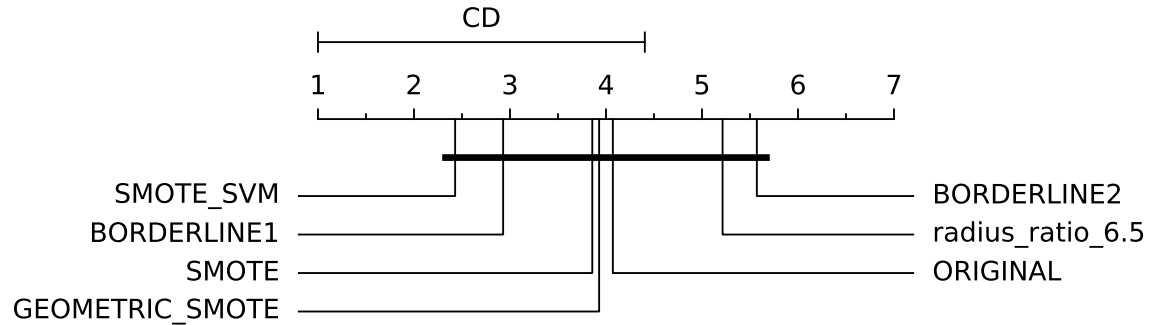 CD
1 2 3 4 5 6 7
SMOTE_SVM
BORDERLINE1
SMOTE
GEOMETRIC_SMOTE
BORDERLINE2
radius_ratio_6.5
ORIGINAL